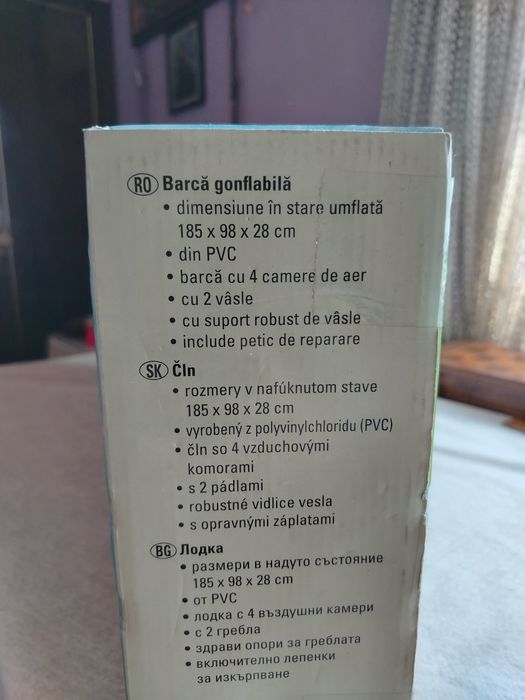 RO Barcă gonflabilă
• dimensiune în stare umflată
185 x 98 x 28 cm
• din PVC
• barcă cu 4 camere de aer
• cu 2 vâsle
• cu suport robust de vâsle
• include petic de reparare
SK Čln
• rozmery v nafúknutom stave
185 x 98 x 28 cm
• vyrobený z polyvinylchloridu (PVC)
• čln so 4 vzduchovými
komorami
• s 2 pádlami
• robustné vidlice vesla
• s opravnými záplatami
BG Лодка
• размери в надуто състояние
185 x 98 x 28 cm
• от PVC
• лодка с 4 въздушни камери
• с 2 гребла
• здрави опори за греблата
• включително лепенки
за изкърпване